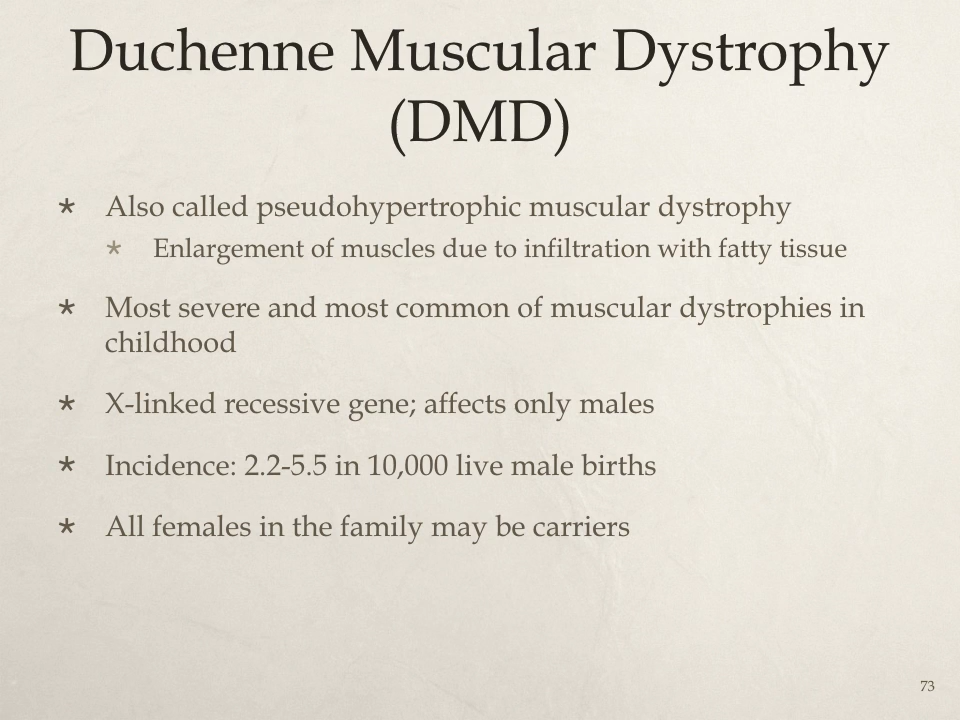 Duchenne Muscular Dystrophy
(DMD)
* Also called pseudohypertrophic muscular dystrophy
* Enlargement of muscles due to infiltration with fatty tissue
* Most severe and most common of muscular dystrophies in
childhood
* X-linked recessive gene; affects only males
* Incidence: 2.2-5.5 in 10,000 live male births
* All females in the family may be carriers
73